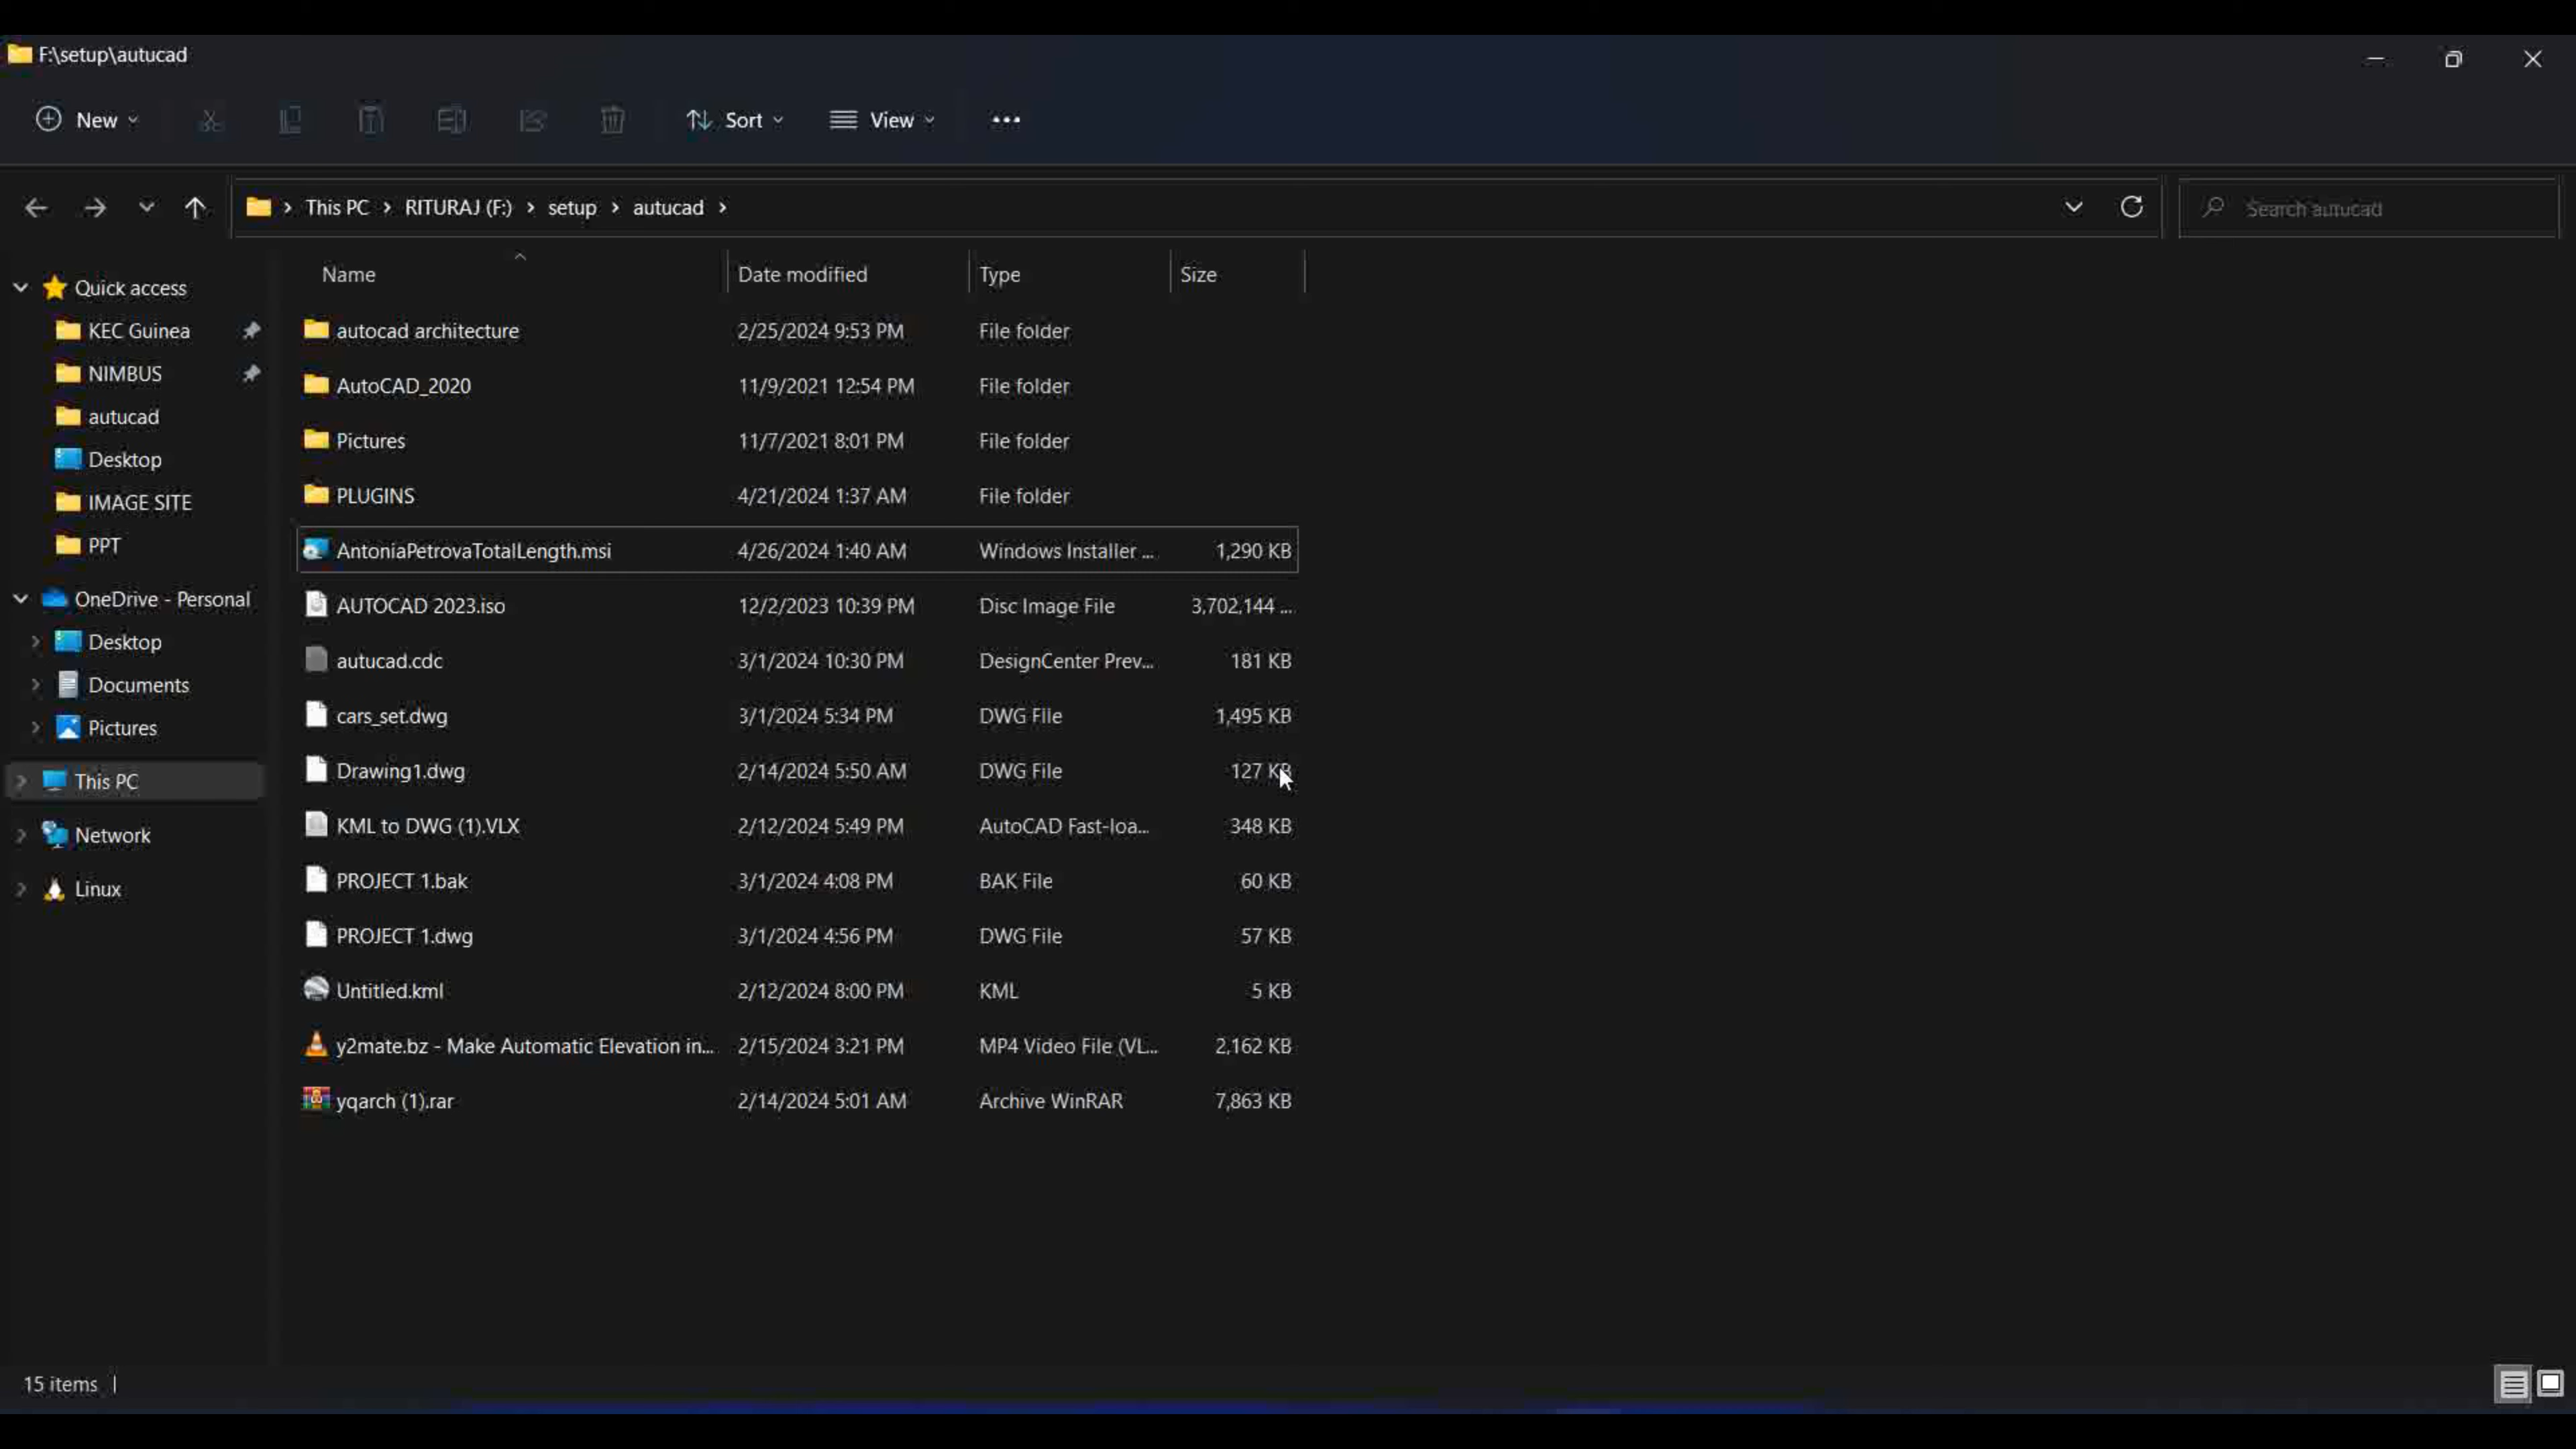 F:\setup\autucad
New Sort View
This PC > RITURAJ (F:) > setup > autucad >
Search autucad
Name Date modified Type Size
Quick access
KEC Guinea
NIMBUS
autucad
Desktop
IMAGE SITE
PPT
OneDrive - Personal
Desktop
Documents
Pictures
This PC
Network
Linux
autocad architecture 2/25/2024 9:53 PM File folder
AutoCAD_2020 11/9/2021 12:54 PM File folder
Pictures 11/7/2021 8:01 PM File folder
PLUGINS 4/21/2024 1:37 AM File folder
AntoniaPetrovaTotalLength.msi 4/26/2024 1:40 AM Windows Installer ... 1,290 KB
AUTOCAD 2023.iso 12/2/2023 10:39 PM Disc Image File 3,702,144 ...
autucad.cdc 3/1/2024 10:30 PM DesignCenter Prev... 181 KB
cars_set.dwg 3/1/2024 5:34 PM DWG File 1,495 KB
Drawing1.dwg 2/14/2024 5:50 AM DWG File 127 KB
KML to DWG (1).VLX 2/12/2024 5:49 PM AutoCAD Fast-loa... 348 KB
PROJECT 1.bak 3/1/2024 4:08 PM BAK File 60 KB
PROJECT 1.dwg 3/1/2024 4:56 PM DWG File 57 KB
Untitled.kml 2/12/2024 8:00 PM KML 5 KB
y2mate.bz - Make Automatic Elevation in... 2/15/2024 3:21 PM MP4 Video File (VL... 2,162 KB
yqarch (1).rar 2/14/2024 5:01 AM Archive WinRAR 7,863 KB
15 items